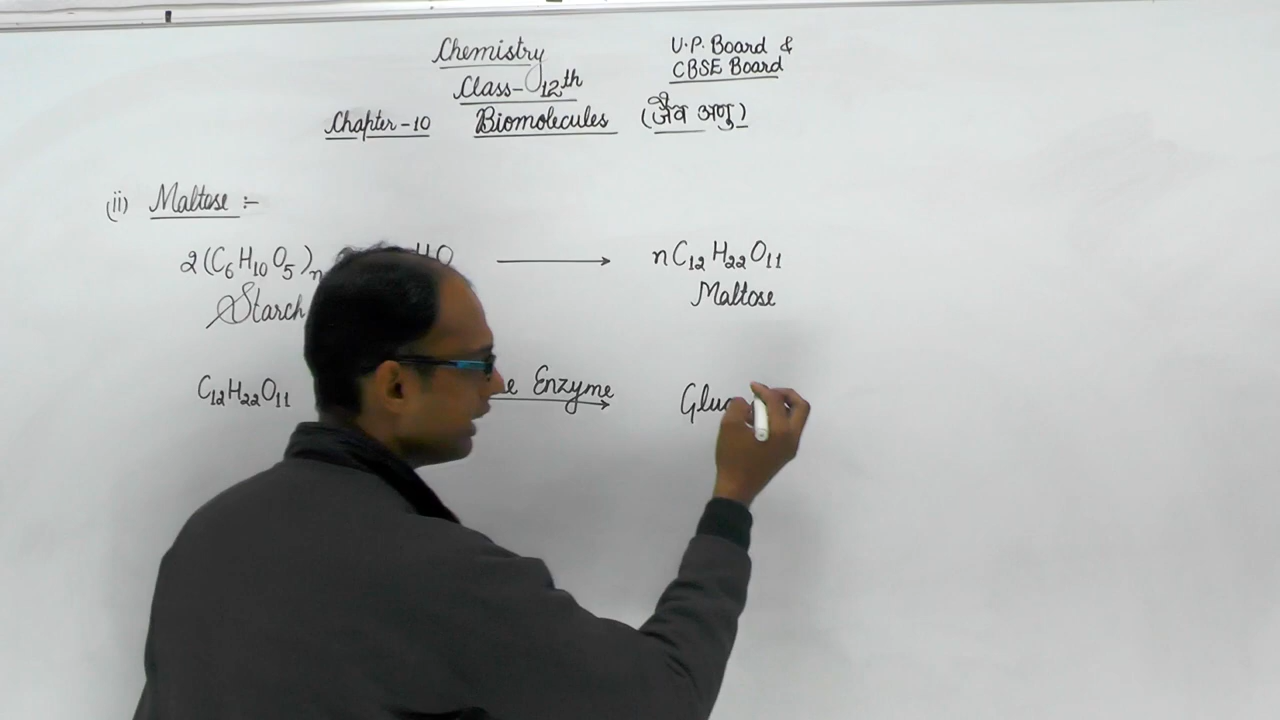 Chemistry
Class-12th
U.P. Board &
CBSE Board
Chapter-10 Biomolecules (जैव अणु)
(ii) Maltose :-
2(C6H10O5)n H2O → nC12H22O11
Starch Maltose
C12H22O11 Enzyme →